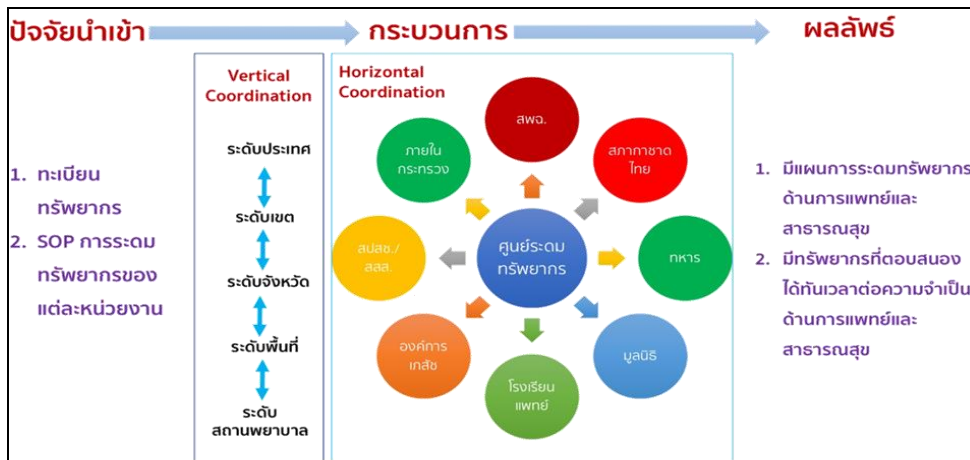 ปัจจัยนำเข้า
กระบวนการ
ผลลัพธ์
1. ทะเบียน
ทรัพยากร
2. SOP การระดม
ทรัพยากรของ
แต่ละหน่วยงาน
Vertical
Coordination
ระดับประเทศ
ระดับเขต
ระดับจังหวัด
ระดับพื้นที่
ระดับ
สถานพยาบาล
Horizontal
Coordination
สพฉ.
สภากาชาด
ไทย
ทหาร
มูลนิธิ
โรงเรียน
แพทย์
องค์การ
เภสัช
สปสช./
สสส.
ภายใน
กระทรวง
ศูนย์ระดม
ทรัพยากร
1. มีแผนการระดมทรัพยากร
ด้านการแพทย์และ
สาธารณสุข
2. มีทรัพยากรที่ตอบสนอง
ได้ทันเวลาต่อความจำเป็น
ด้านการแพทย์และ
สาธารณสุข